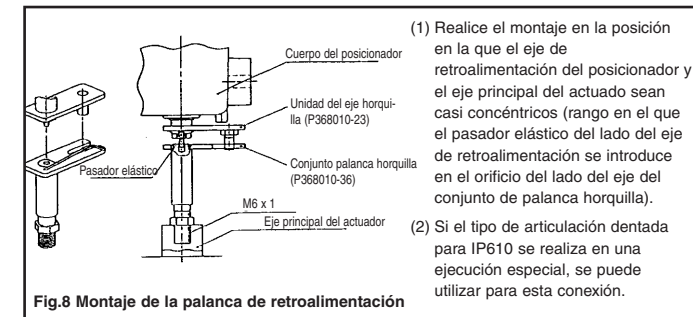 Cuerpo del posicionador
Unidad del eje horqui-
lla (P368010-23)
Pasador elástico
Conjunto palanca horquilla
(P368010-36)
M6 x 1
Eje principal del actuador
Fig.8 Montaje de la palanca de retroalimentación
(1) Realice el montaje en la posición
en la que el eje de
retroalimentación del posicionador y
el eje principal del actuado sean
casi concéntricos (rango en el que
el pasador elástico del lado del eje
de retroalimentación se introduce
en el orificio del lado del eje del
conjunto de palanca horquilla).
(2) Si el tipo de articulación dentada
para IP610 se realiza en una
ejecución especial, se puede
utilizar para esta conexión.